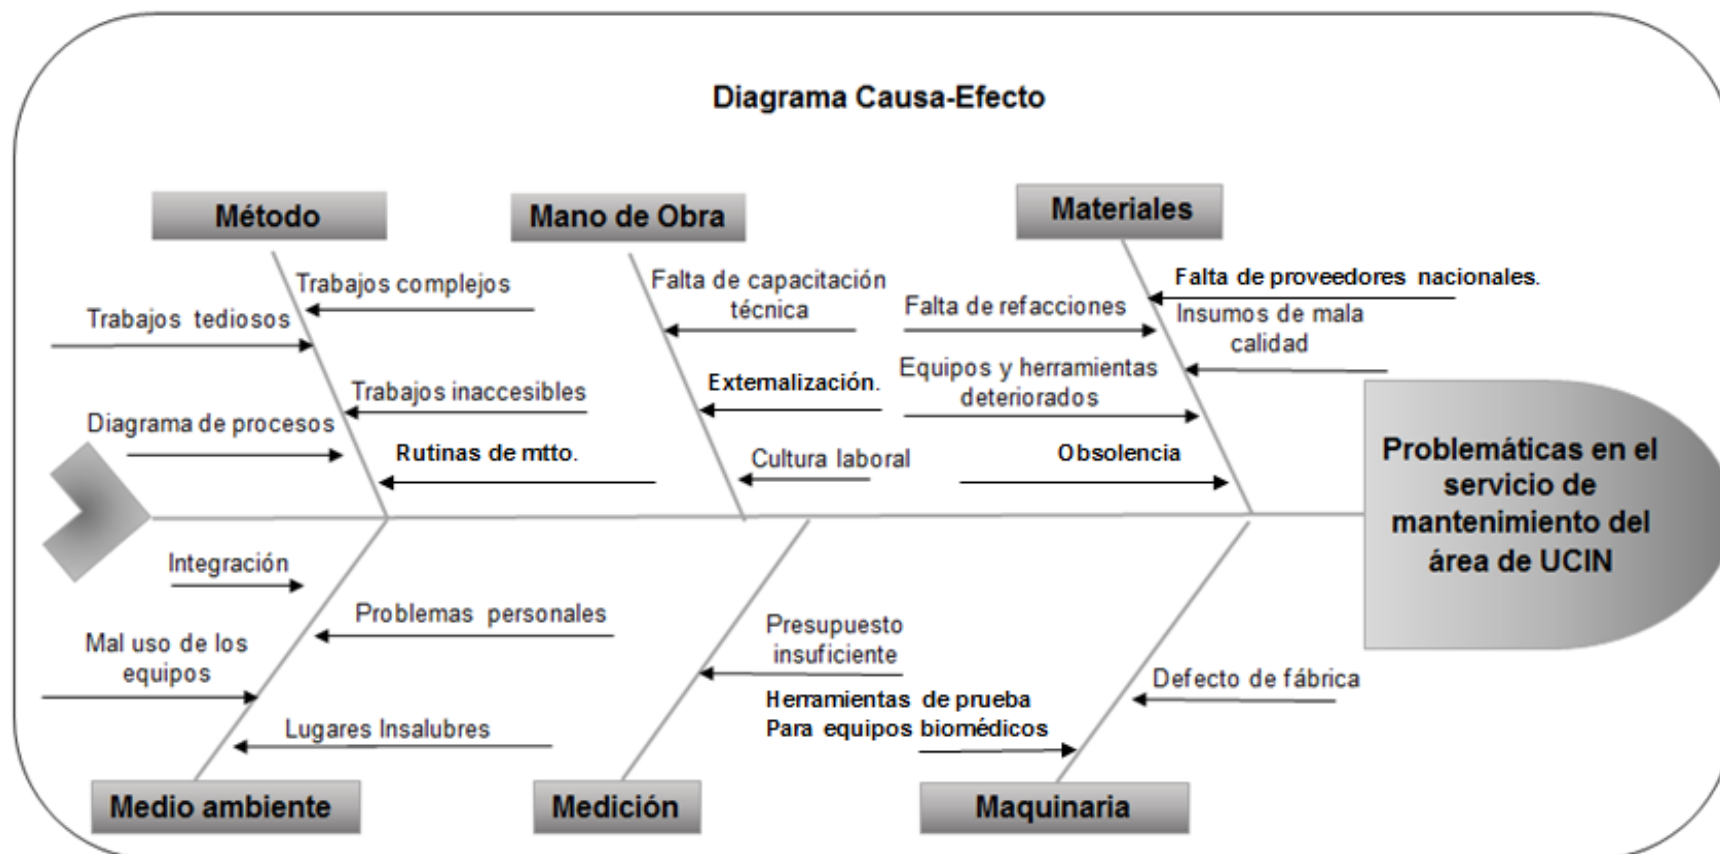 Diagrama Causa-Efecto
Método
Mano de Obra
Materiales
Trabajos complejos
Trabajos tediosos
Trabajos inaccesibles
Diagrama de procesos
Rutinas de mtto.
Falta de capacitación
técnica
Externalización.
Cultura laboral
Falta de proveedores nacionales.
Falta de refacciones
Insumos de mala
calidad
Equipos y herramientas
deteriorados
Obsolencia
Problemáticas en el
servicio de
mantenimiento del
área de UCIN
Integración
Problemas personales
Mal uso de los
equipos
Lugares Insalubres
Presupuesto
insuficiente
Herramientas de prueba
Para equipos biomédicos
Defecto de fábrica
Medio ambiente
Medición
Maquinaria